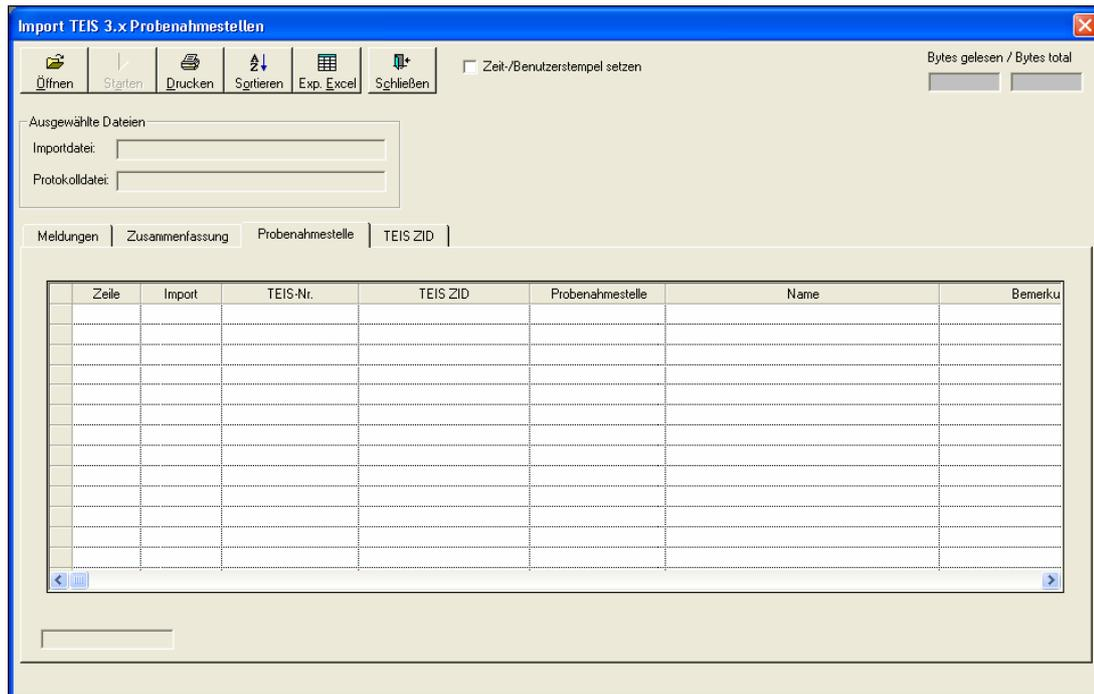 Import TEIS 3.x Probenahmestellen
Öffnen Starten Drucken Sortieren Exp. Excel Schließen Zeit-/Benutzerstempel setzen Bytes gelesen / Bytes total
Ausgewählte Dateien
Importdatei:
Protokolldatei:
Meldungen Zusammenfassung Probenahmestelle TEIS ZID
Zeile Import TEIS-Nr. TEIS ZID Probenahmestelle Name Bemerku